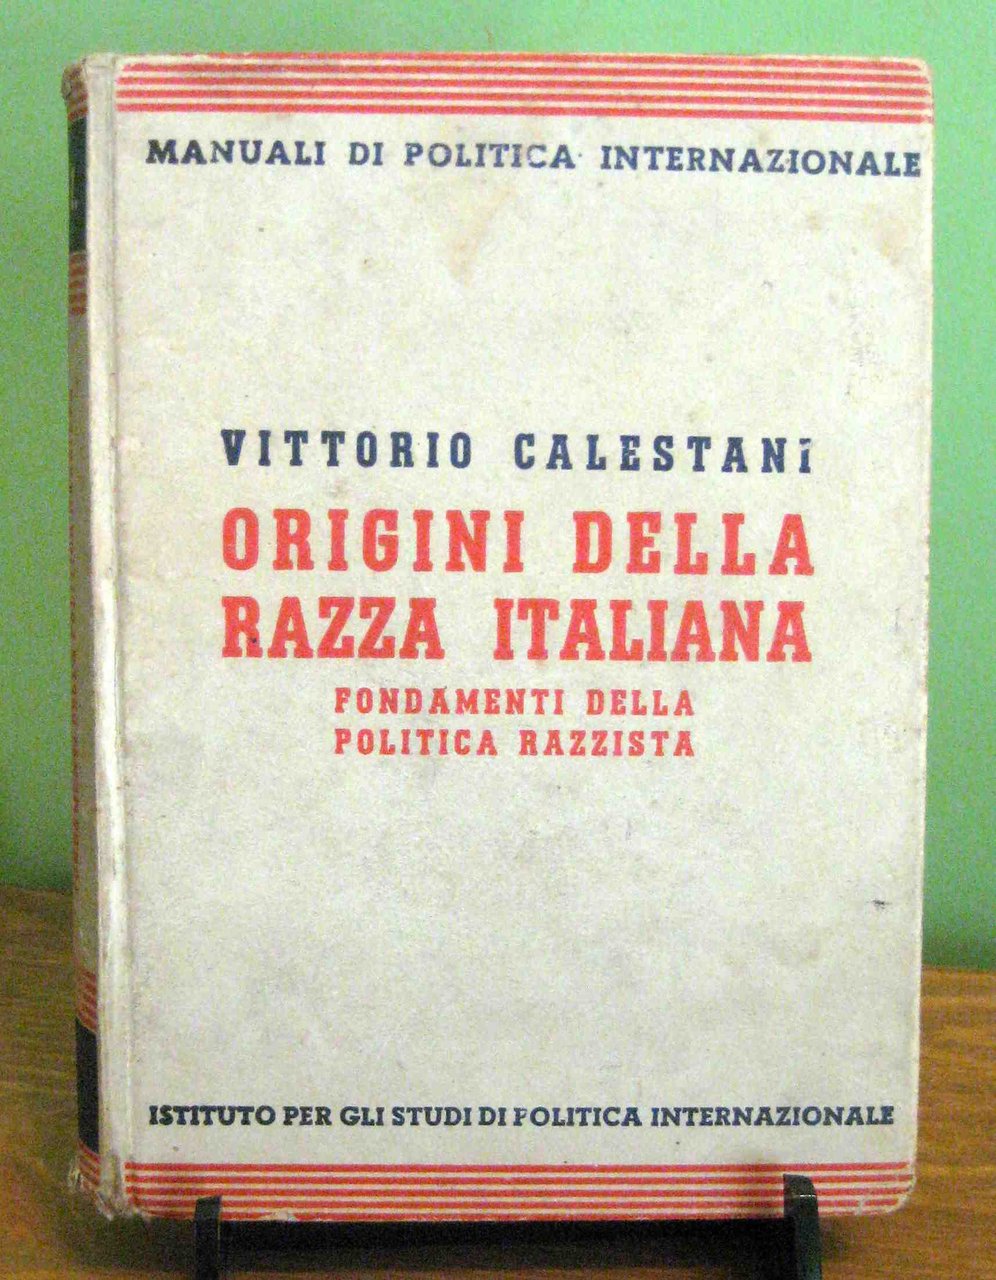 MANUALI DI POLITICA INTERNAZIONALE
VITTORIO CALESTANI
ORIGINI DELLA
RAZZA ITALIANA
FONDAMENTI DELLA
POLITICA RAZZISTA
ISTITUTO PER GLI STUDI DI POLITICA INTERNAZIONALE